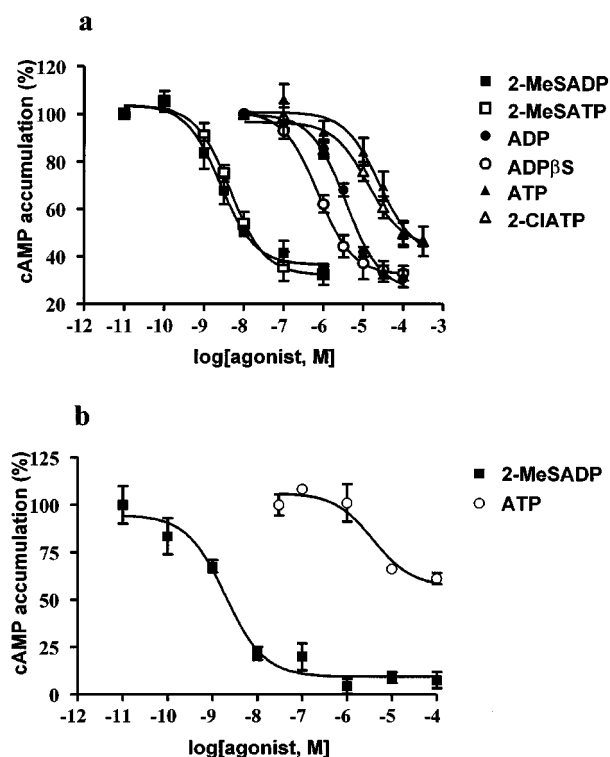 a
cAMP accumulation (%)
120
100
80
60
40
20
-12 -11 -10 -9 -8 -7 -6 -5 -4 -3
log[agonist, M]
2-MeSADP
2-MeSATP
ADP
ADPβS
ATP
2-ClATP
b
cAMP accumulation (%)
125
100
75
50
25
0
-12 -11 -10 -9 -8 -7 -6 -5 -4
log[agonist, M]
2-MeSADP
ATP